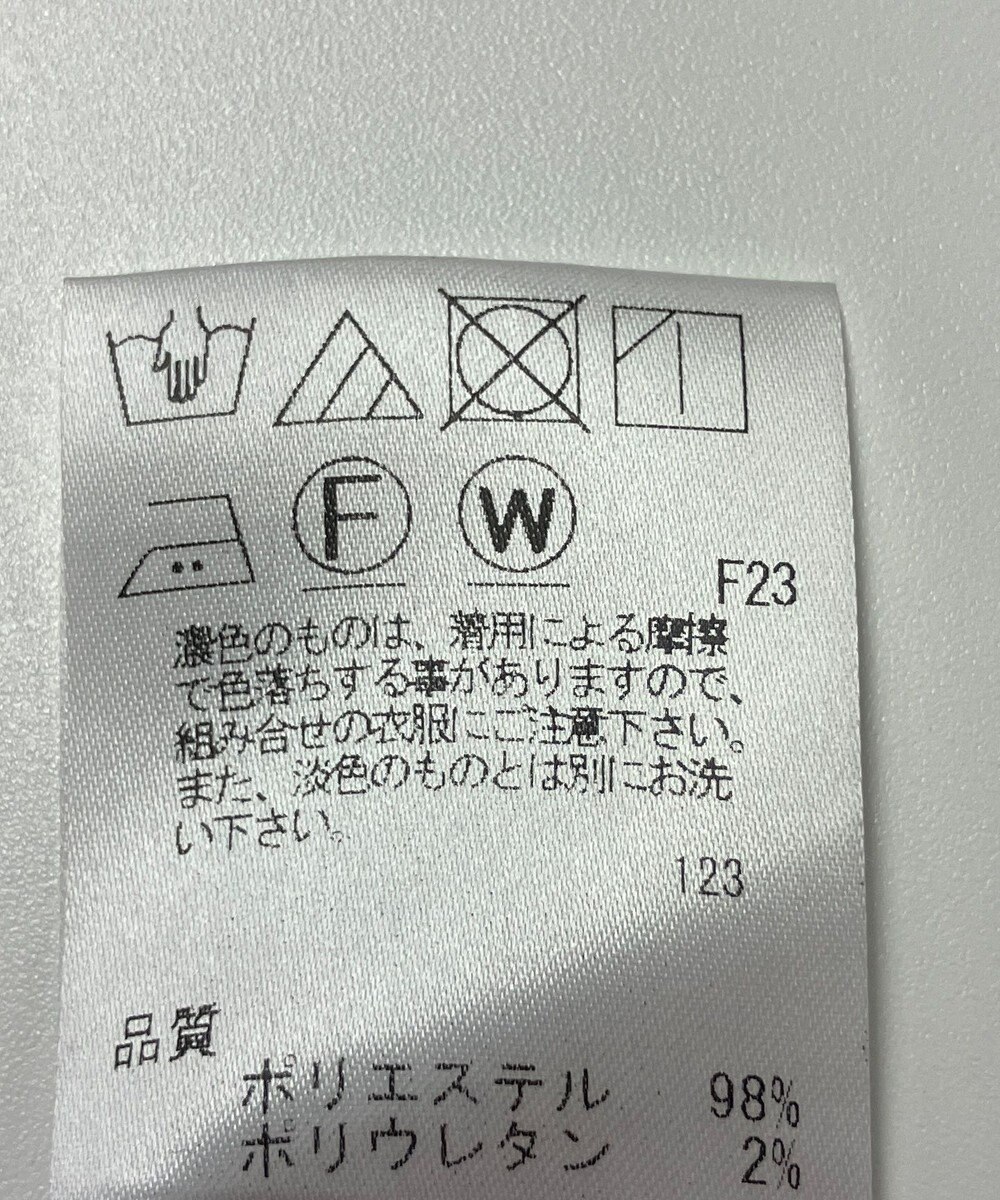 F W
F23
濃色のものは、着用による摩擦
で色落ちする事がありますので、
組み合せの衣服にご注意下さい。
また、淡色のものとは別にお洗
い下さい。
123
品質
ポリエステル 98%
ポリウレタン 2%